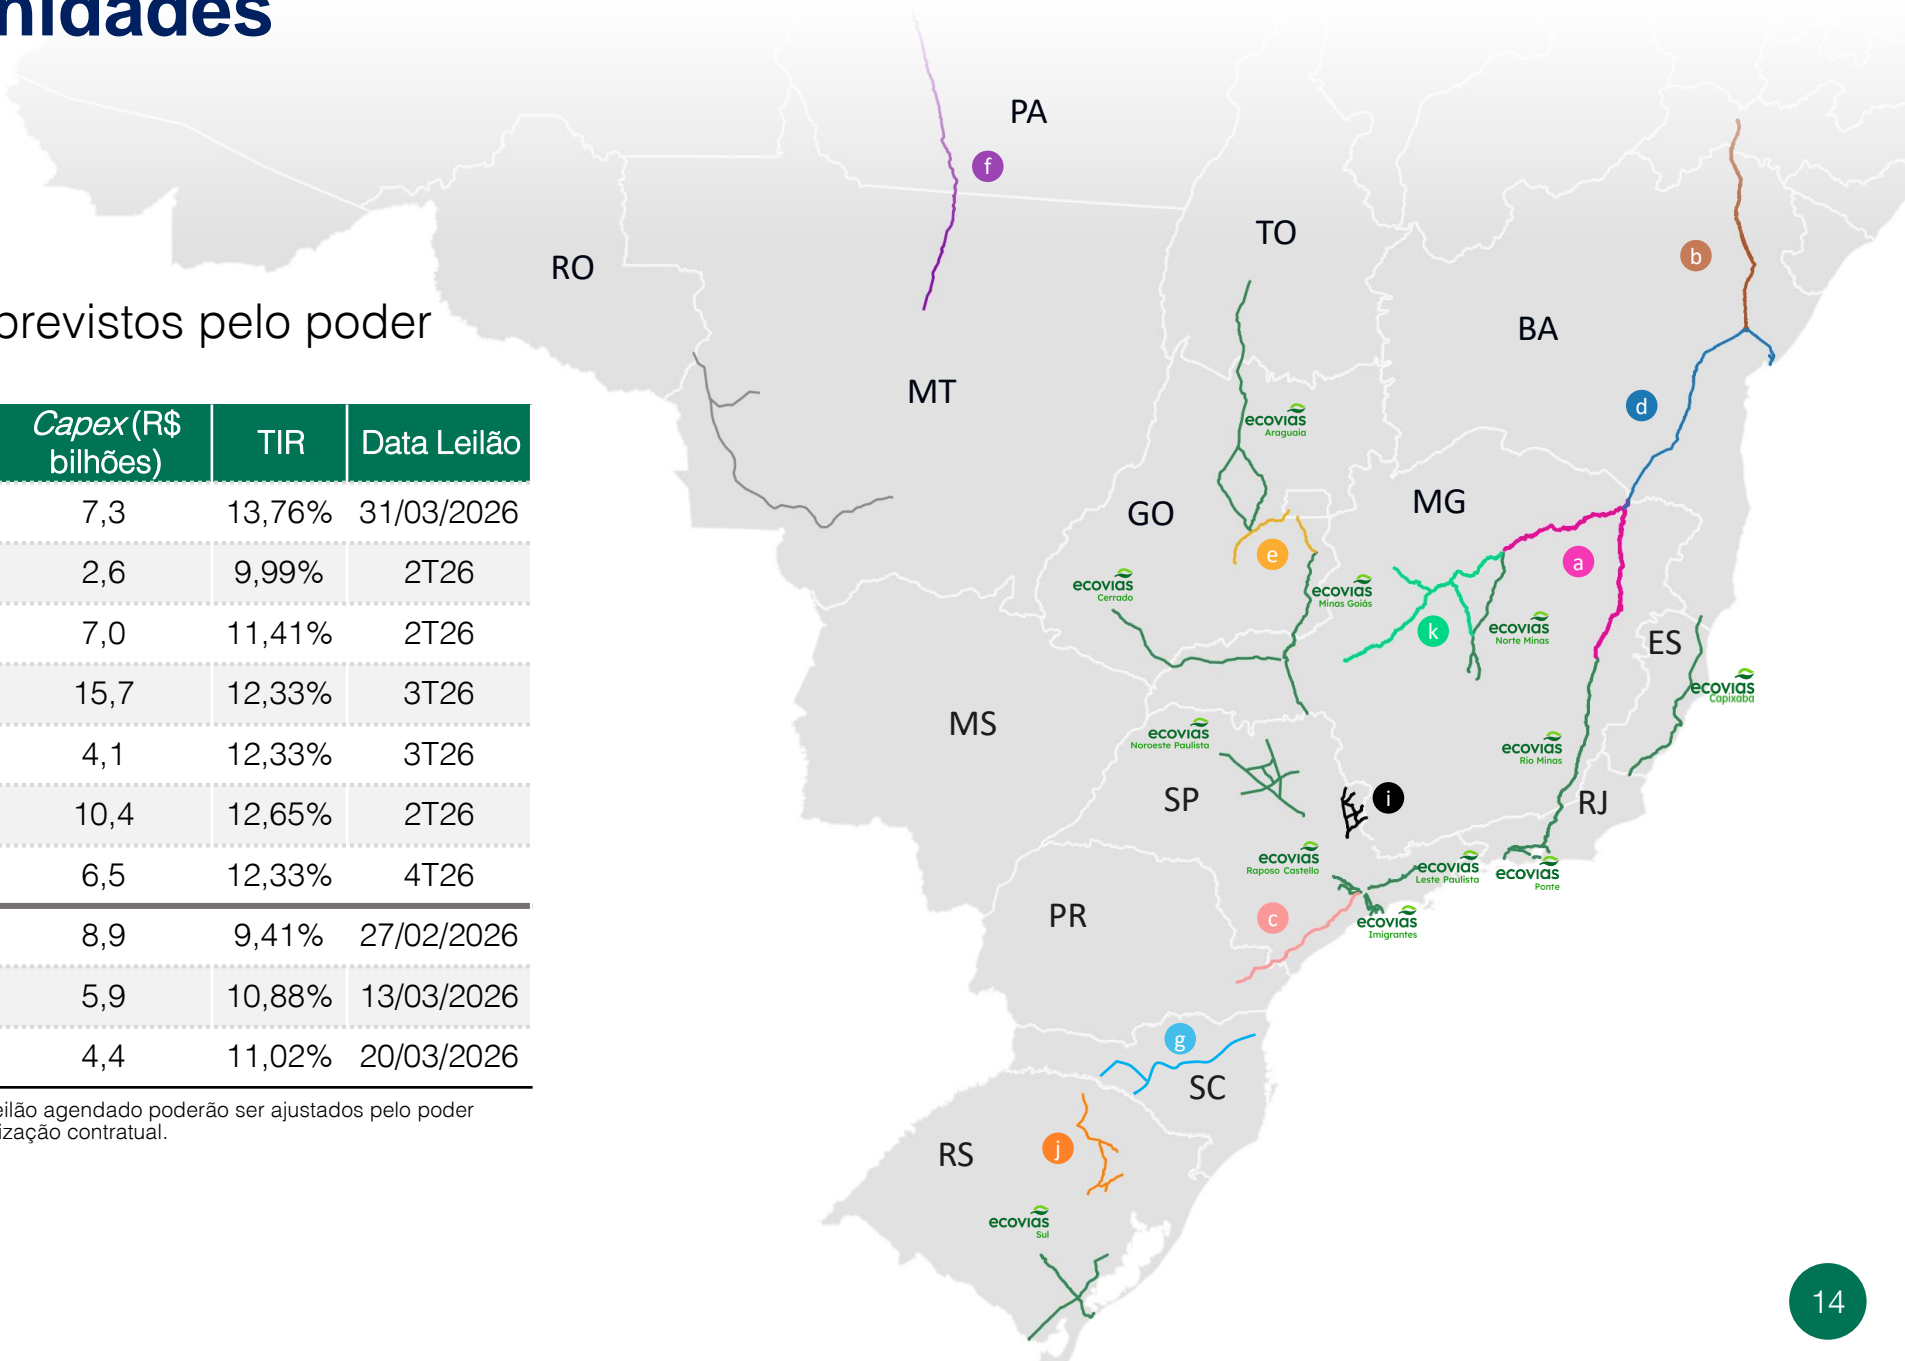 nidades
previstos pelo poder
Capex (R$ bilhões) TIR Data Leilão
7,3 13,76% 31/03/2026
2,6 9,99% 2T26
7,0 11,41% 2T26
15,7 12,33% 3T26
4,1 12,33% 3T26
10,4 12,65% 2T26
6,5 12,33% 4T26
8,9 9,41% 27/02/2026
5,9 10,88% 13/03/2026
4,4 11,02% 20/03/2026
eilão agendado poderão ser ajustados pelo poder
ização contratual.
PA
f
TO
RO
b
BA
MT
d
ecovias
Araguaia
GO
MG
e
a
ecovias
Cerrado
ecovias
Minas Goiás
k
ecovias
Norte Minas
ES
ecovias
Capixaba
MS
ecovias
Noroeste Paulista
ecovias
Rio Minas
SP
i
RJ
ecovias
Raposo Castello
ecovias
Leste Paulista
ecovias
Ponte
PR
c
ecovias
Imigrantes
g
SC
RS
j
ecovias
Sul
14